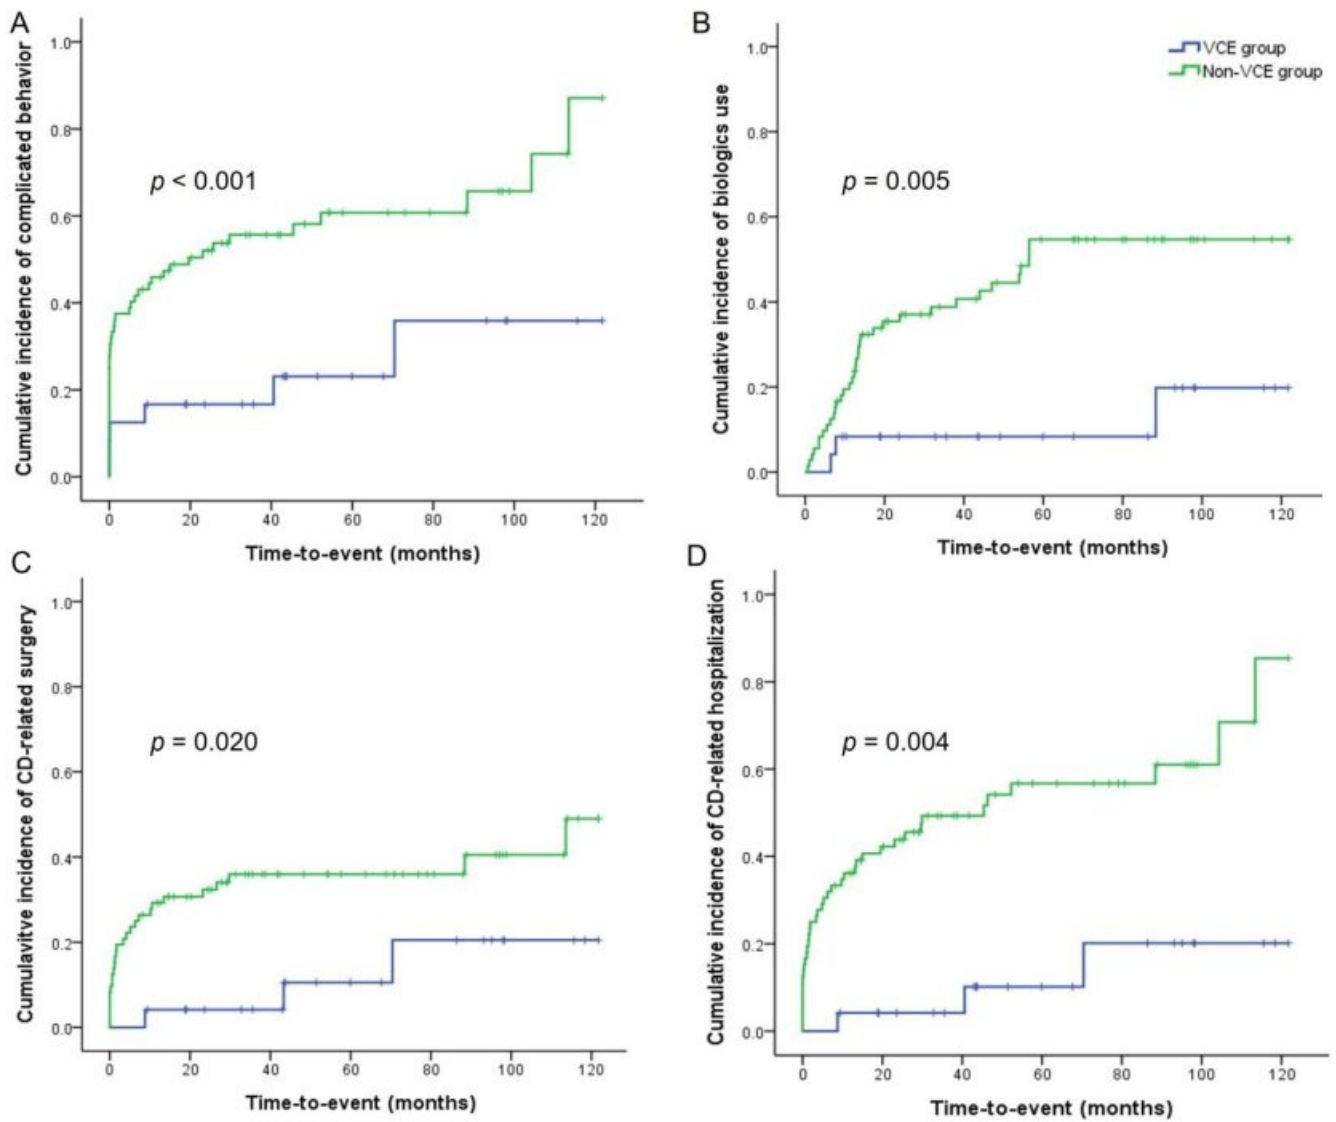 A
Cumulative incidence of complicated behavior
1.0
0.8
0.6
0.4
0.2
0.0
p < 0.001
0 20 40 60 80 100 120
Time-to-event (months)
B
Cumulative incidence of biologics use
1.0
0.8
0.6
0.4
0.2
0.0
VCE group
Non-VCE group
p = 0.005
0 20 40 60 80 100 120
Time-to-event (months)
C
Cumulavitve incidence of CD-related surgery
1.0
0.8
0.6
0.4
0.2
0.0
p = 0.020
0 20 40 60 80 100 120
Time-to-event (months)
D
Cumulative incidence of CD-related hospitalization
1.0
0.8
0.6
0.4
0.2
0.0
p = 0.004
0 20 40 60 80 100 120
Time-to-event (months)